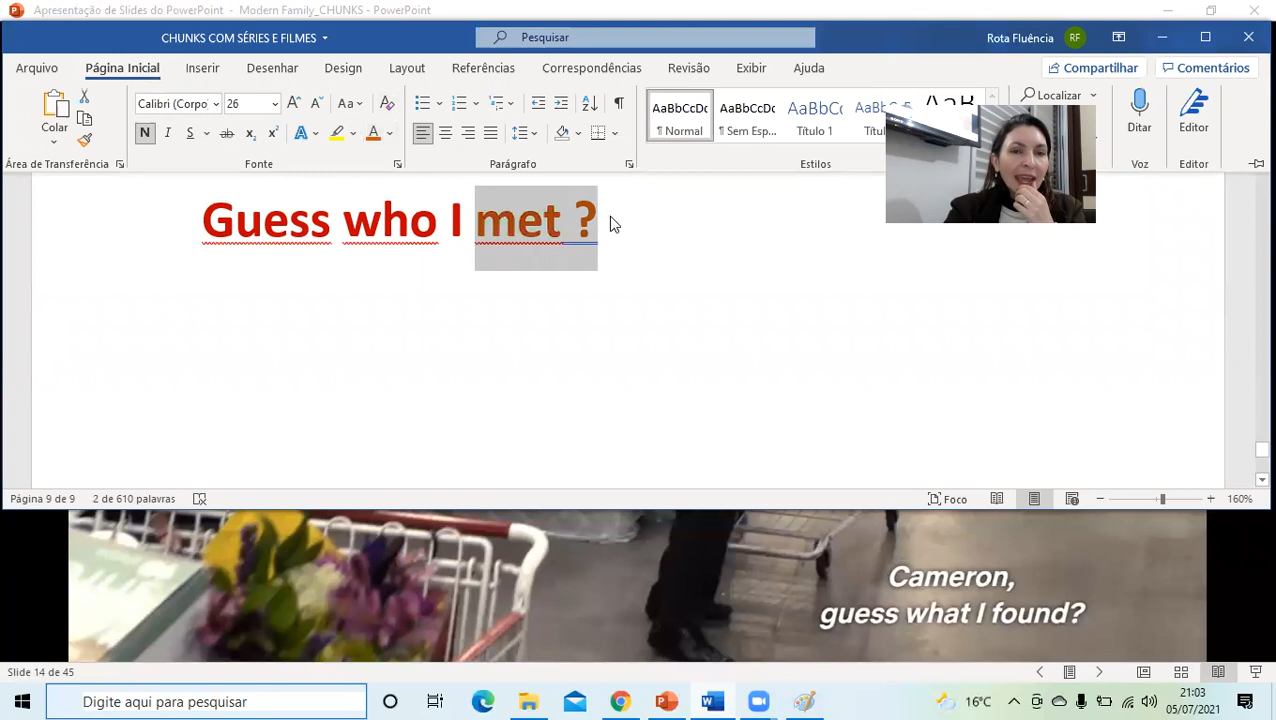 Apresentação de Slides do PowerPoint - Modern Family_CHUNKS - PowerPoint
CHUNKS COM SÉRIES E FILMES
Pesquisar
Rota Fluência
RF
Arquivo
Página Inicial
Inserir
Desenhar
Design
Layout
Referências
Correspondências
Revisão
Exibir
Ajuda
Compartilhar
Comentários
Colar
Calibri (Corpo)
26
Aa
N
I
S
ab
AaBbCcDc
AaBbCcDc
AaBbCc
¶ Normal
¶ Sem Esp...
Título 1
Localizar
Ditar
Editor
Área de Transferência
Fonte
Parágrafo
Estilos
Voz
Editor
Guess who I met ?
Página 9 de 9
2 de 610 palavras
Foco
160%
Cameron,
guess what I found?
Slide 14 de 45
Digite aqui para pesquisar
16°C
21:03
05/07/2021